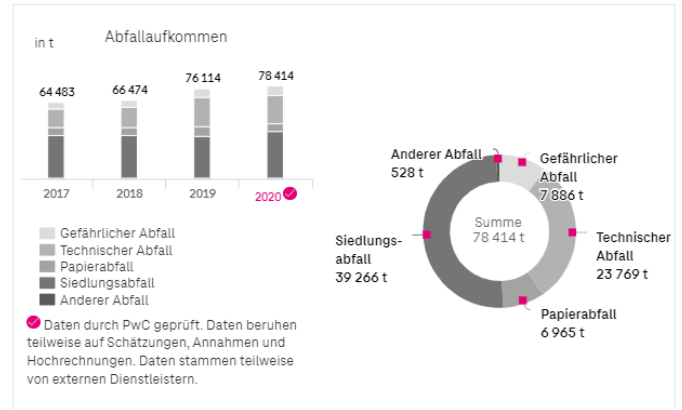 in t
Abfallaufkommen
64 483
66 474
76 114
78 414
2017
2018
2019
2020
Gefährlicher Abfall
Technischer Abfall
Papierabfall
Siedlungsabfall
Anderer Abfall
Daten durch PwC geprüft. Daten beruhen
teilweise auf Schätzungen, Annahmen und
Hochrechnungen. Daten stammen teilweise
von externen Dienstleistern.
Anderer Abfall
528 t
Gefährlicher
Abfall
7 886 t
Summe
78 414 t
Siedlungs-
abfall
39 266 t
Technischer
Abfall
23 769 t
Papierabfall
6 965 t